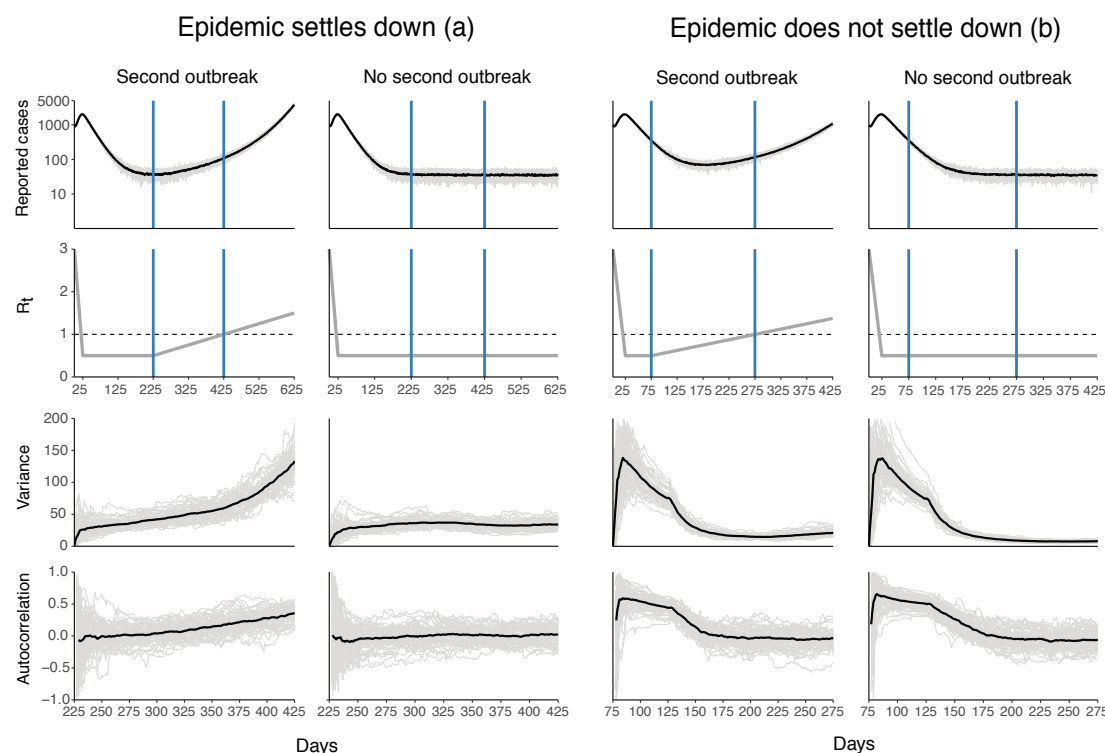 Epidemic settles down (a)
Epidemic does not settle down (b)
Second outbreak
No second outbreak
Second outbreak
No second outbreak
Reported cases
5000
1000
100
10
Rt
3
2
1
0
25 125 225 325 425 525 625
25 125 225 325 425 525 625
25 75 125 175 225 275 325 375 425
25 75 125 175 225 275 325 375 425
Variance
200
150
100
50
0
Autocorrelation
1.0
0.5
0.0
−0.5
−1.0
225 250 275 300 325 350 375 400 425
225 250 275 300 325 350 375 400 425
75 100 125 150 175 200 225 250 275
75 100 125 150 175 200 225 250 275
Days
Days